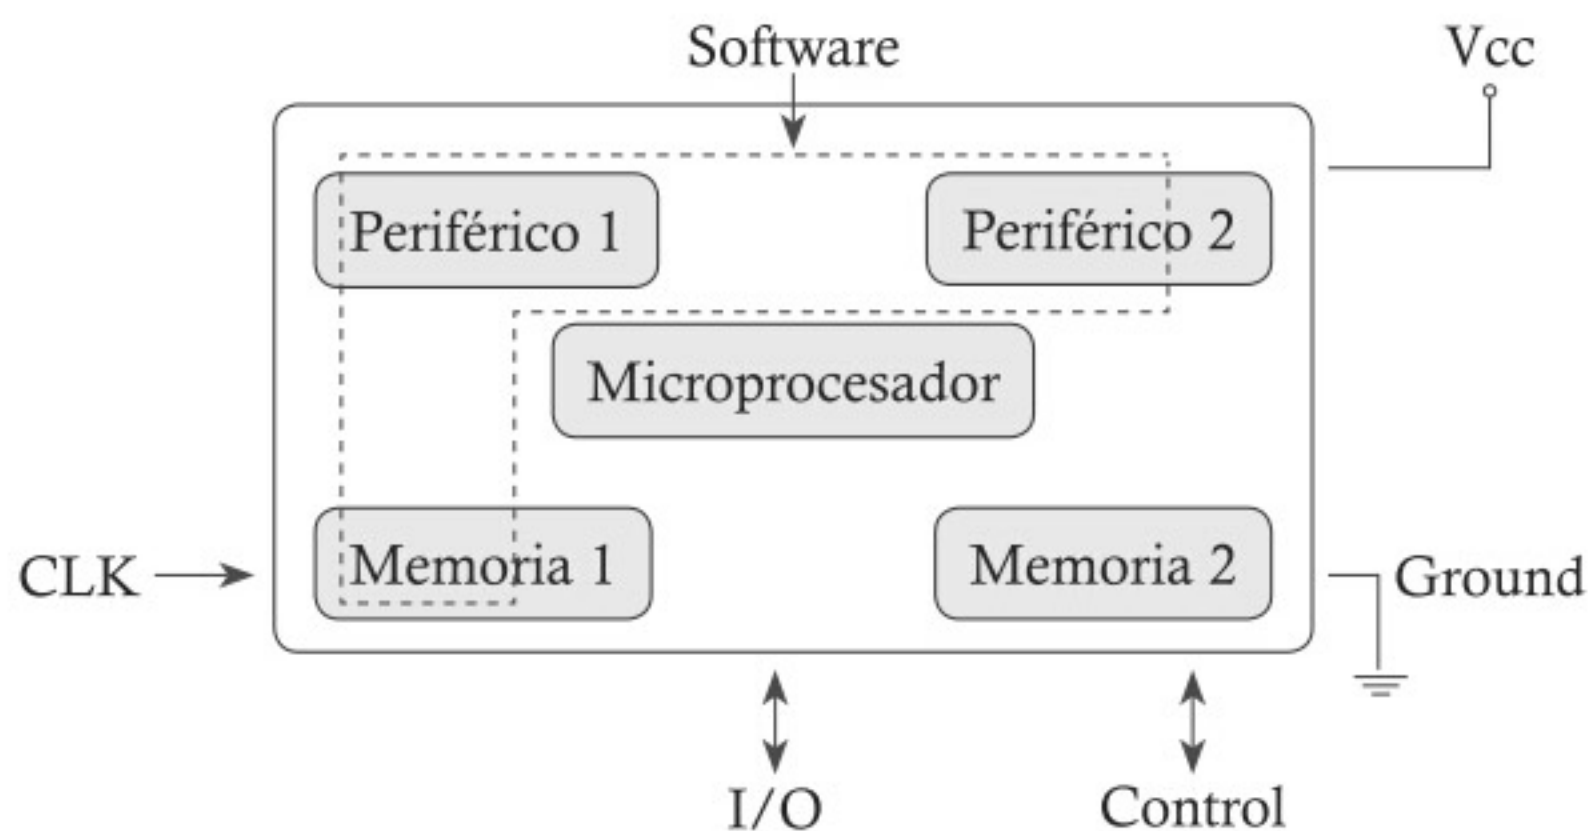 Software
Vcc
Periférico 1
Periférico 2
Microprocesador
CLK
Memoria 1
Memoria 2
Ground
I/O
Control